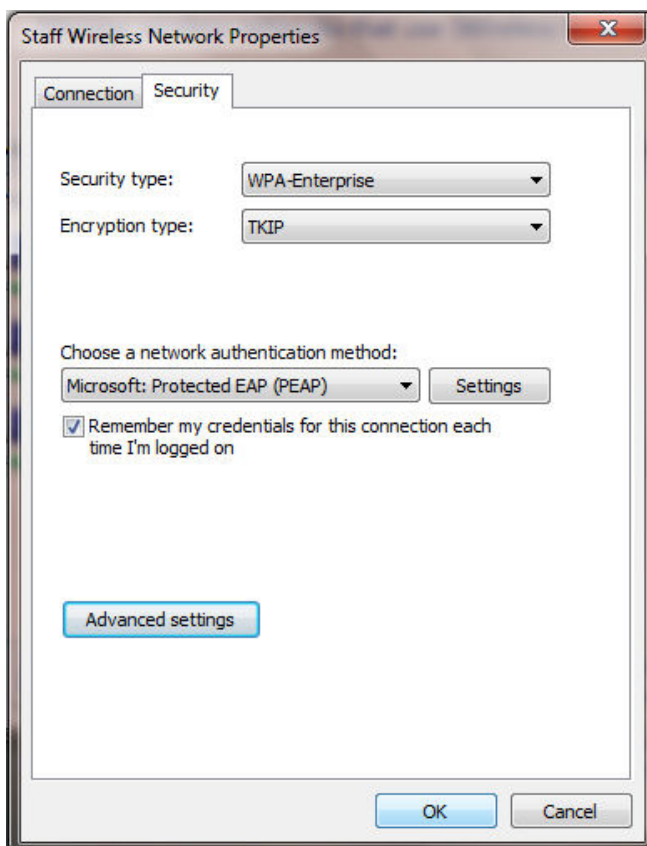 Staff Wireless Network Properties
Connection
Security
Security type:
WPA-Enterprise
Encryption type:
TKIP
Choose a network authentication method:
Microsoft: Protected EAP (PEAP)
Settings
Remember my credentials for this connection each
time I'm logged on
Advanced settings
OK
Cancel